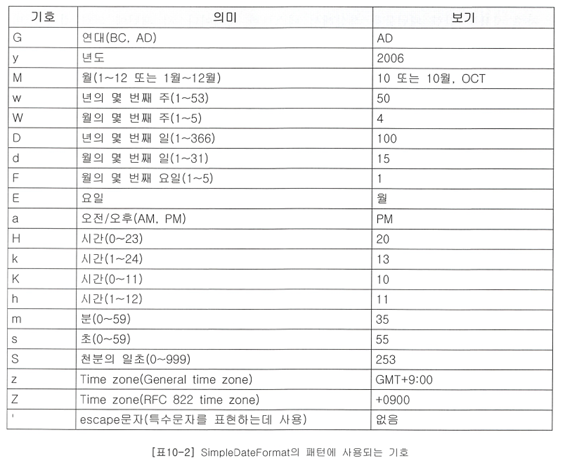 기호 의미 보기
G 연대(BC, AD) AD
y 년도 2006
M 월(1~12 또는 1월~12월) 10 또는 10월, OCT
w 년의 몇 번째 주(1~53) 50
W 월의 몇 번째 주(1~5) 4
D 년의 몇 번째 일(1~366) 100
d 월의 몇 번째 일(1~31) 15
F 월의 몇 번째 요일(1~5) 1
E 요일 월
a 오전/오후(AM, PM) PM
H 시간(0~23) 20
k 시간(1~24) 13
K 시간(0~11) 10
h 시간(1~12) 11
m 분(0~59) 35
s 초(0~59) 55
S 천분의 일초(0~999) 253
z Time zone(General time zone) GMT+9:00
Z Time zone(RFC 822 time zone) +0900
' escape문자(특수문자를 표현하는데 사용) 없음
[표10-2] SimpleDateFormat의 패턴에 사용되는 기호